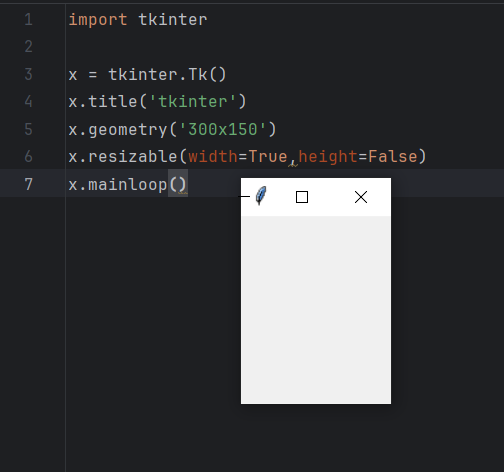 1 import tkinter
2
3 x = tkinter.Tk()
4 x.title('tkinter')
5 x.geometry('300x150')
6 x.resizable(width=True,height=False)
7 x.mainloop()